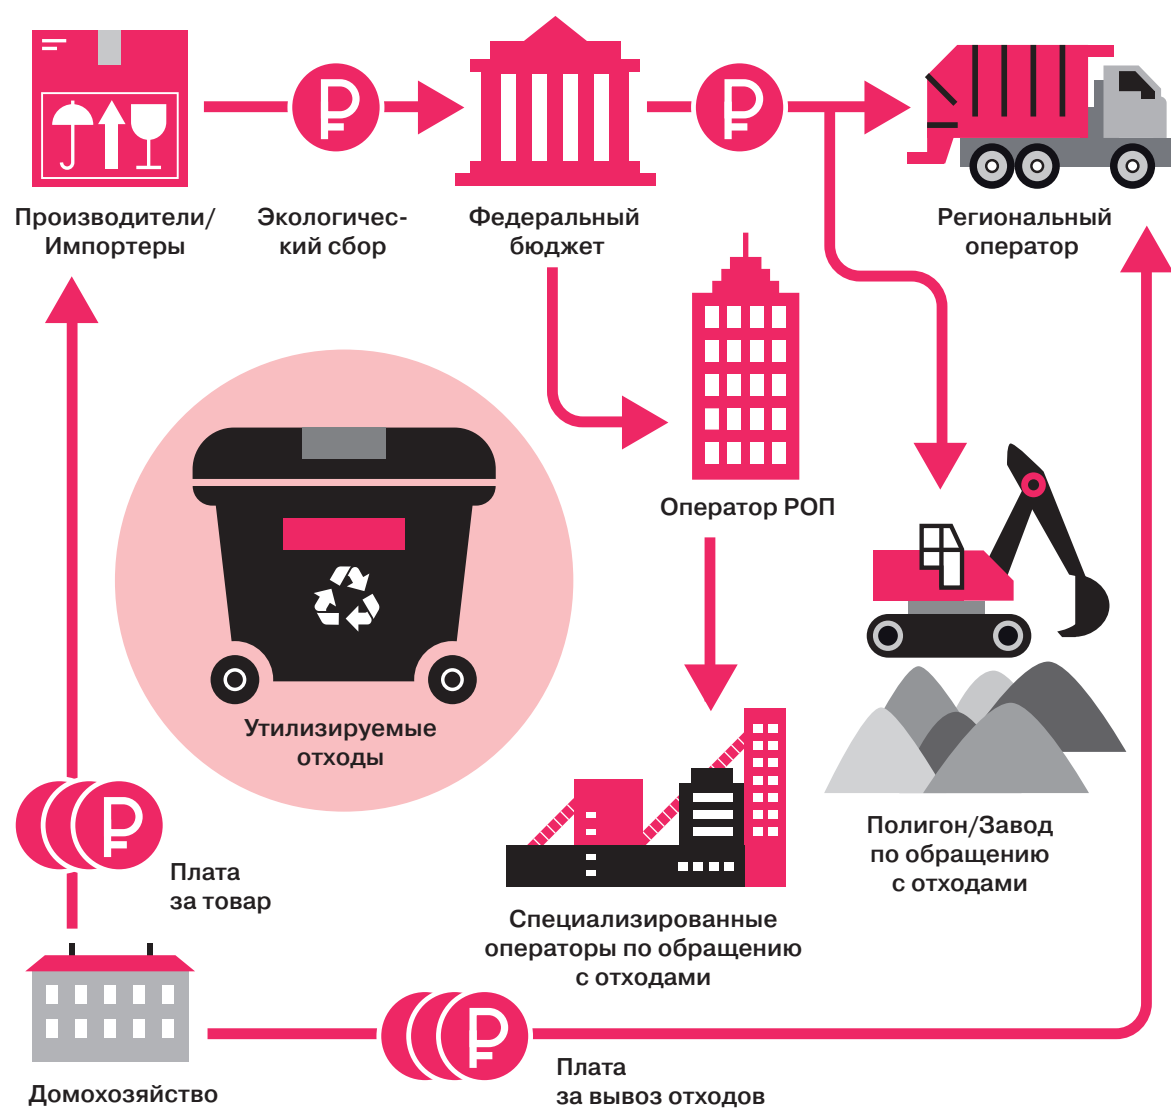 Производители/
Импортеры
Экологичес-
кий сбор
Федеральный
бюджет
Региональный
оператор
Оператор РОП
Утилизируемые
отходы
Полигон/Завод
по обращению
с отходами
Плата
за товар
Специализированные
операторы по обращению
с отходами
Домохозяйство
Плата
за вывоз отходов